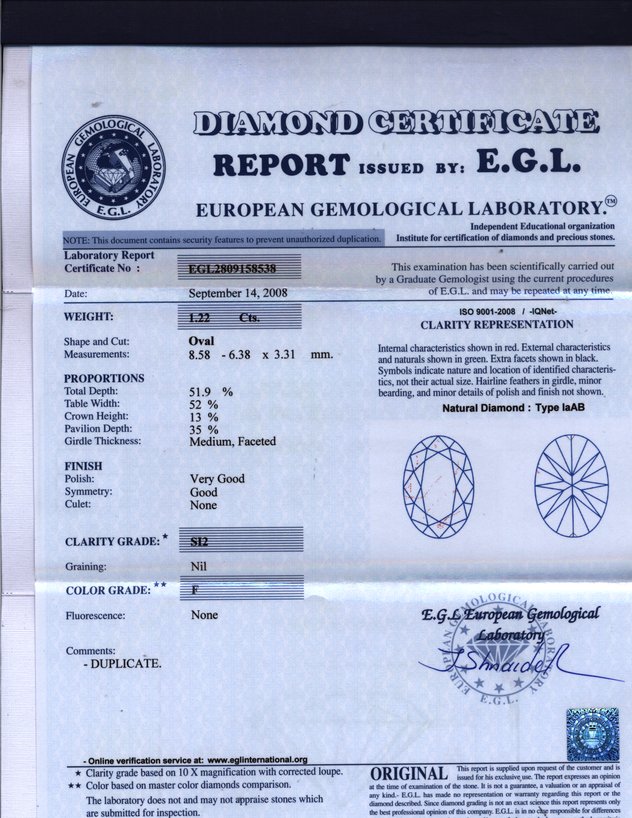 DIAMOND CERTIFICATE
REPORT ISSUED BY: E.G.L.
EUROPEAN GEMOLOGICAL LABORATORY.™
EUROPEAN GEMOLOGICAL LABORATORY
E.G.L.
Independent Educational organization
Institute for certification of diamonds and precious stones.
NOTE: This document contains security features to prevent unauthorized duplication.
Laboratory Report
Certificate No : EGL2809158538
Date: September 14, 2008
WEIGHT: 1.22 Cts.
Shape and Cut: Oval
Measurements: 8.58 - 6.38 x 3.31 mm.
PROPORTIONS
Total Depth: 51.9 %
Table Width: 52 %
Crown Height: 13 %
Pavilion Depth: 35 %
Girdle Thickness: Medium, Faceted
FINISH
Polish: Very Good
Symmetry: Good
Culet: None
CLARITY GRADE:★ SI2
Graining: Nil
COLOR GRADE:★★ F
Fluorescence: None
Comments:
- DUPLICATE.
This examination has been scientifically carried out
by a Graduate Gemologist using the current procedures
of E.G.L. and may be repeated at any time.
ISO 9001-2008 / -IQNet-
CLARITY REPRESENTATION
Internal characteristics shown in red. External characteristics
and naturals shown in green. Extra facets shown in black.
Symbols indicate nature and location of identified characteris-
tics, not their actual size. Hairline feathers in girdle, minor
bearding, and minor details of polish and finish not shown.
Natural Diamond : Type IaAB
E.G.L European Gemological
Laboratory
EUROPEAN GEMOLOGICAL LABORATORY
E.G.L.
- Online verification service at: www.eglinternational.org
★ Clarity grade based on 10 X magnification with corrected loupe.
★★ Color based on master color diamonds comparison.
The laboratory does not and may not appraise stones which
are submitted for inspection.
ORIGINAL This report is supplied upon request of the customer and is
issued for his exclusive use. The report expresses an opinion
at the time of examination of the stone. It is not a guarantee, a valuation or an appraisal of
any kind.- E.G.L. has made no representation or warranty regarding this report or the
diamond described. Since diamond grading is not an exact science this report represents only
the best professional opinion of this company. E.G.L. is in no case responsible for differences